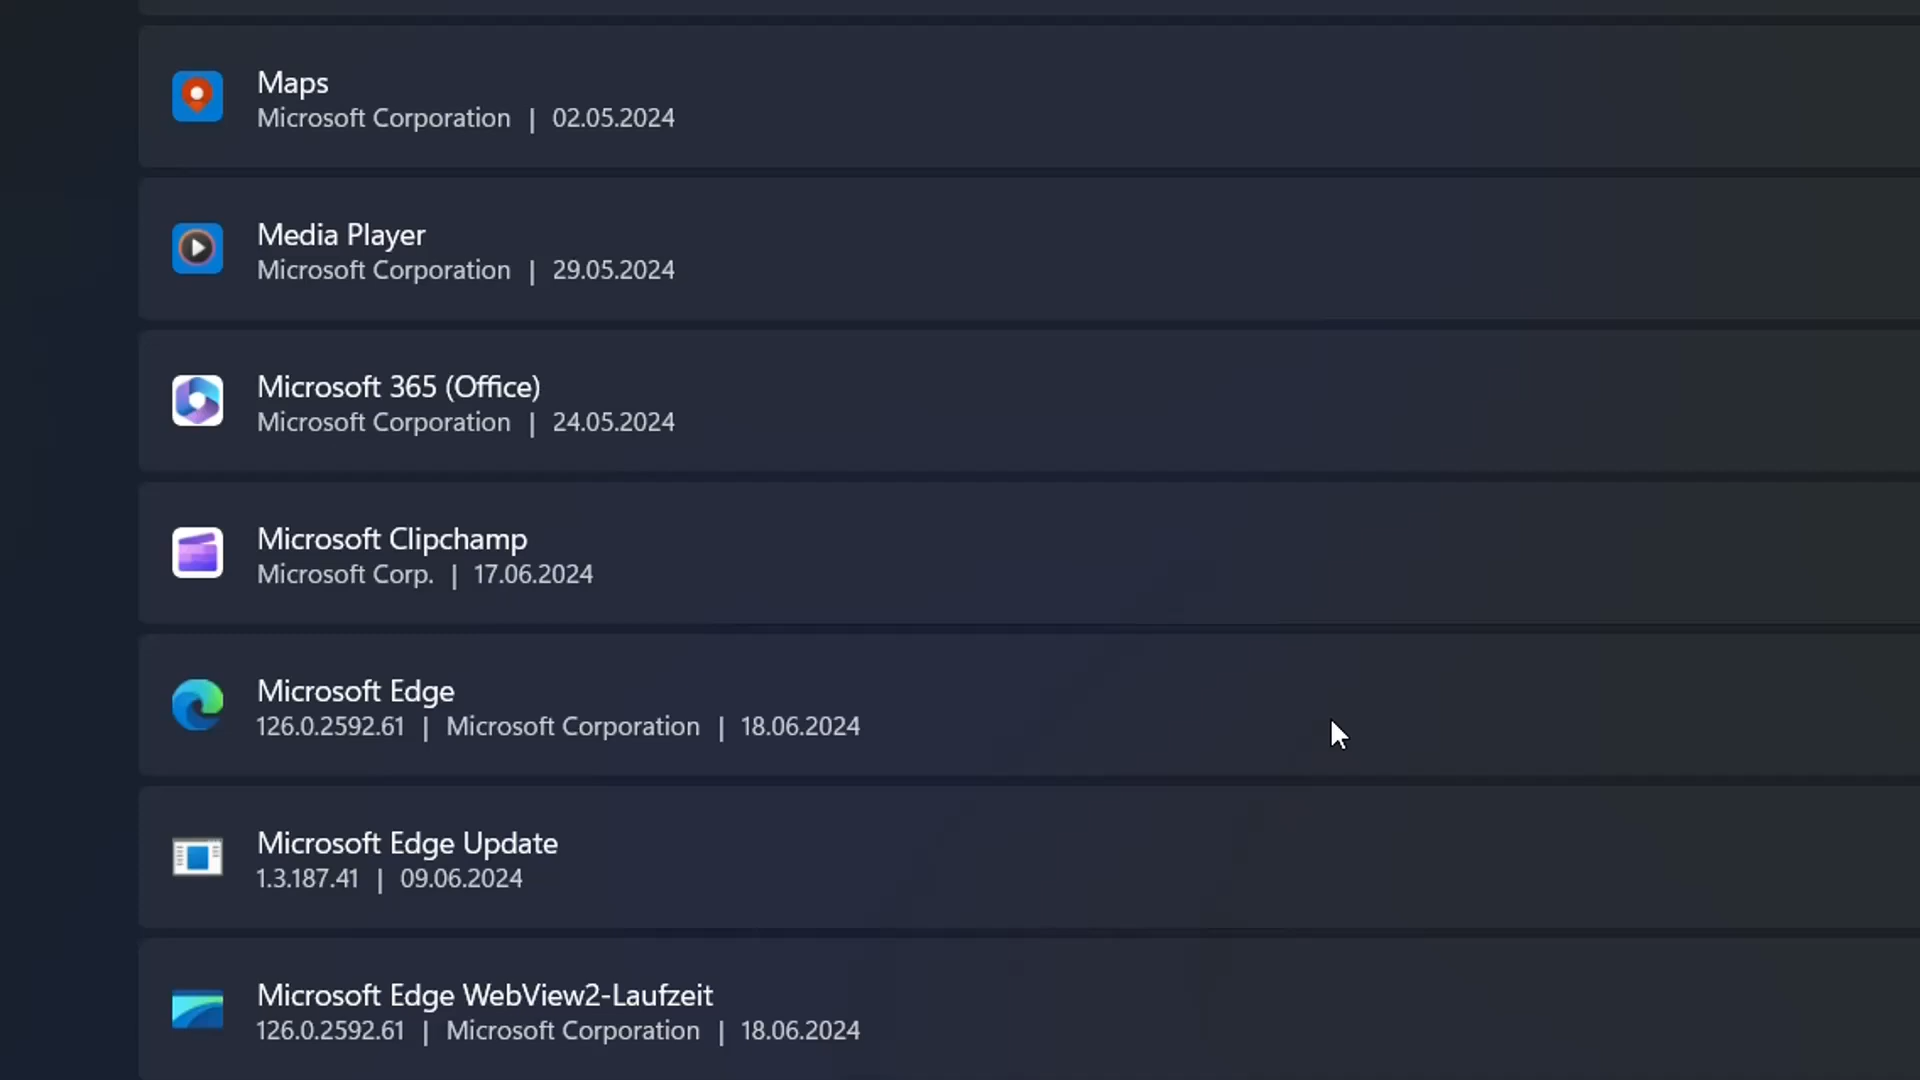 Maps
Microsoft Corporation | 02.05.2024
Media Player
Microsoft Corporation | 29.05.2024
Microsoft 365 (Office)
Microsoft Corporation | 24.05.2024
Microsoft Clipchamp
Microsoft Corp. | 17.06.2024
Microsoft Edge
126.0.2592.61 | Microsoft Corporation | 18.06.2024
Microsoft Edge Update
1.3.187.41 | 09.06.2024
Microsoft Edge WebView2-Laufzeit
126.0.2592.61 | Microsoft Corporation | 18.06.2024